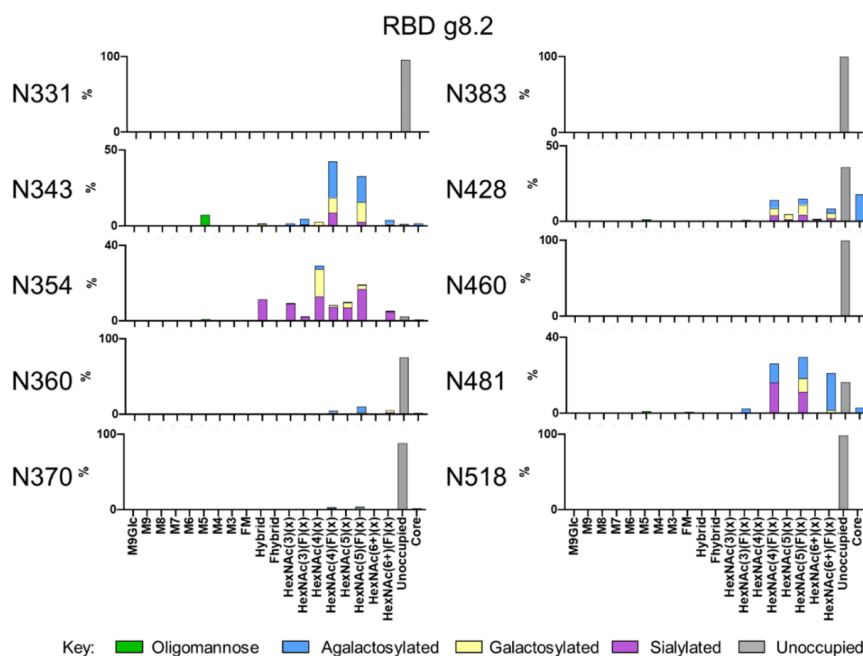 RBD g8.2
N331
%
100
0
N343
%
50
0
N354
%
40
0
N360
%
100
0
N370
%
100
0
M9Glc
M9
M8
M7
M6
M5
M4
M3
FM
Hybrid
Fhybrid
HexNAc(3)(x)
HexNAc(3)(F)(x)
HexNAc(4)(x)
HexNAc(4)(F)(x)
HexNAc(5)(x)
HexNAc(5)(F)(x)
HexNAc(6+)(x)
HexNAc(6+)(F)(x)
Unoccupied
Core
N383
%
100
0
N428
%
50
0
N460
%
100
0
N481
%
40
0
N518
%
100
0
M9Glc
M9
M8
M7
M6
M5
M4
M3
FM
Hybrid
Fhybrid
HexNAc(3)(x)
HexNAc(3)(F)(x)
HexNAc(4)(x)
HexNAc(4)(F)(x)
HexNAc(5)(x)
HexNAc(5)(F)(x)
HexNAc(6+)(x)
HexNAc(6+)(F)(x)
Unoccupied
Core
Key: Oligomannose Agalactosylated Galactosylated Sialylated Unoccupied